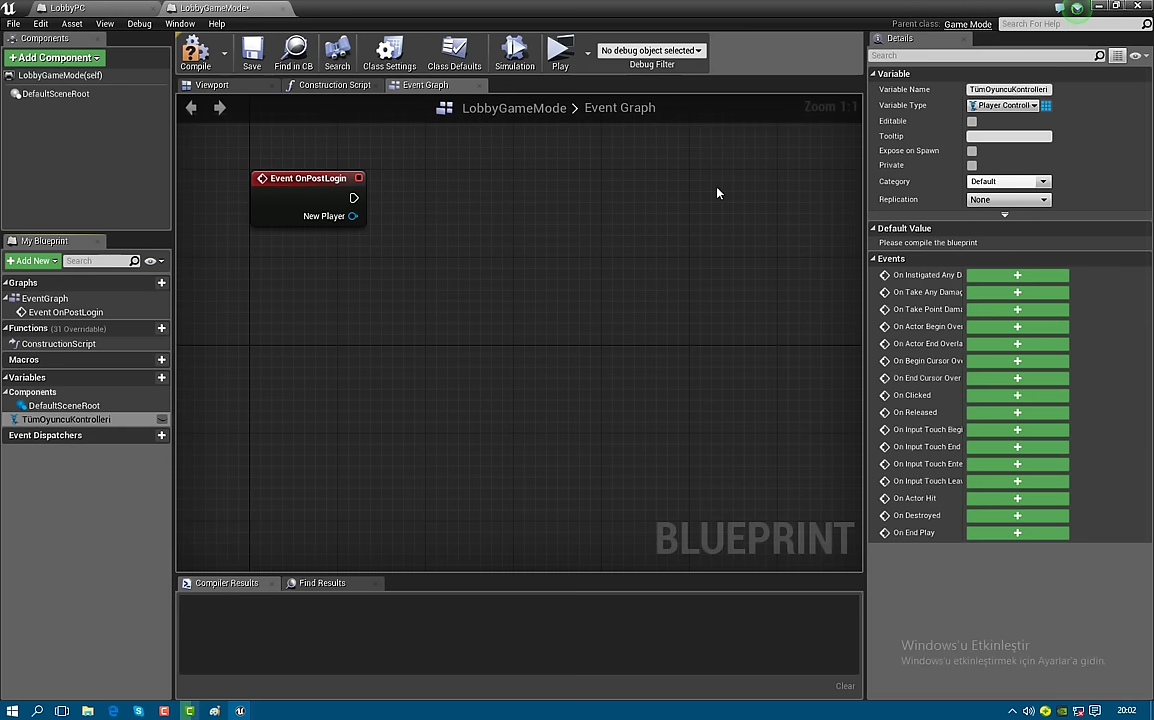 LobbyPC
LobbyGameMode*
File Edit Asset View Debug Window Help
Parent class: Game Mode
Search For Help
Components
+Add Component
LobbyGameMode(self)
DefaultSceneRoot
Compile
Save
Find in CB
Search
Class Settings
Class Defaults
Simulation
Play
No debug object selected
Debug Filter
Viewport
Construction Script
Event Graph
LobbyGameMode > Event Graph
Zoom 1:1
Event OnPostLogin
New Player
BLUEPRINT
My Blueprint
+Add New
Search
Graphs
EventGraph
Event OnPostLogin
Functions (31 Overridable)
ConstructionScript
Macros
Variables
Components
DefaultSceneRoot
TümOyuncuKontrolleri
Event Dispatchers
Compiler Results
Find Results
Clear
Details
Search
Variable
Variable Name TümOyuncuKontrolleri
Variable Type Player Controll
Editable
Tooltip
Expose on Spawn
Private
Category Default
Replication None
Default Value
Please compile the blueprint
Events
On Instigated Any D
On Take Any Damag
On Take Point Dama
On Actor Begin Over
On Actor End Overla
On Begin Cursor Ov
On End Cursor Over
On Clicked
On Released
On Input Touch Begi
On Input Touch End
On Input Touch Ente
On Input Touch Leav
On Actor Hit
On Destroyed
On End Play
Windows'u Etkinleştir
Windows'u etkinleştirmek için Ayarlar'a gidin.
20:02